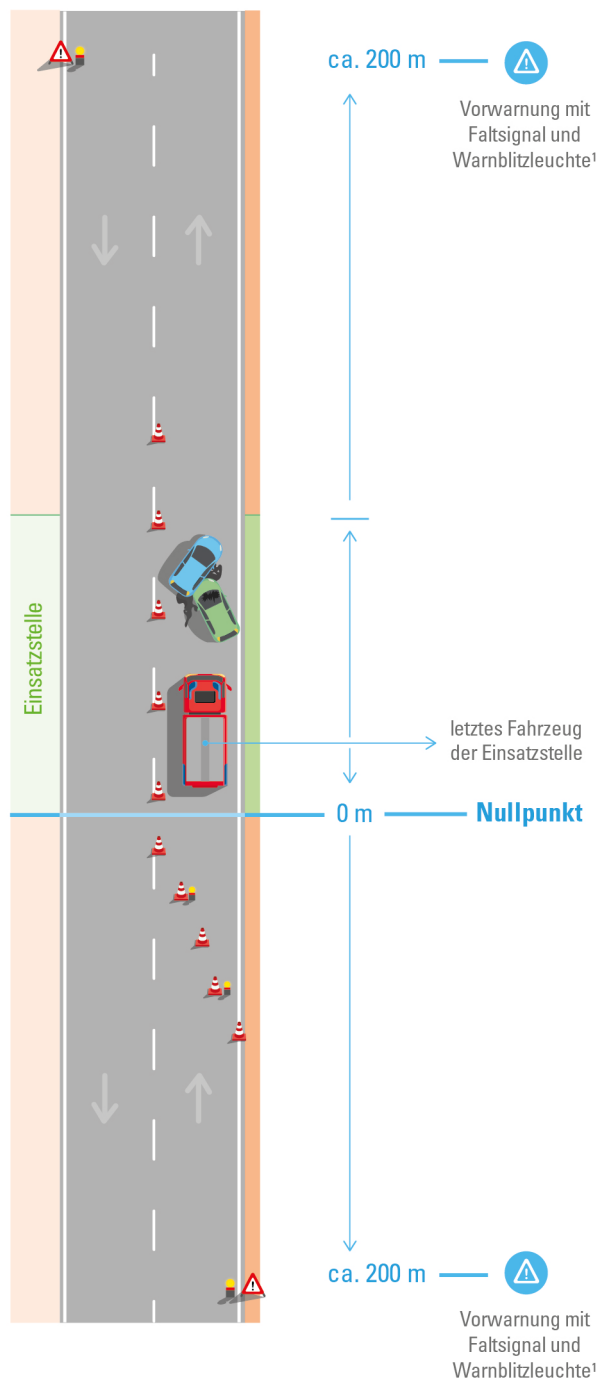 ca. 200 m
Vorwarnung mit
Faltsignal und
Warnblitzleuchte¹
Einsatzstelle
letztes Fahrzeug
der Einsatzstelle
0 m
Nullpunkt
ca. 200 m
Vorwarnung mit
Faltsignal und
Warnblitzleuchte¹